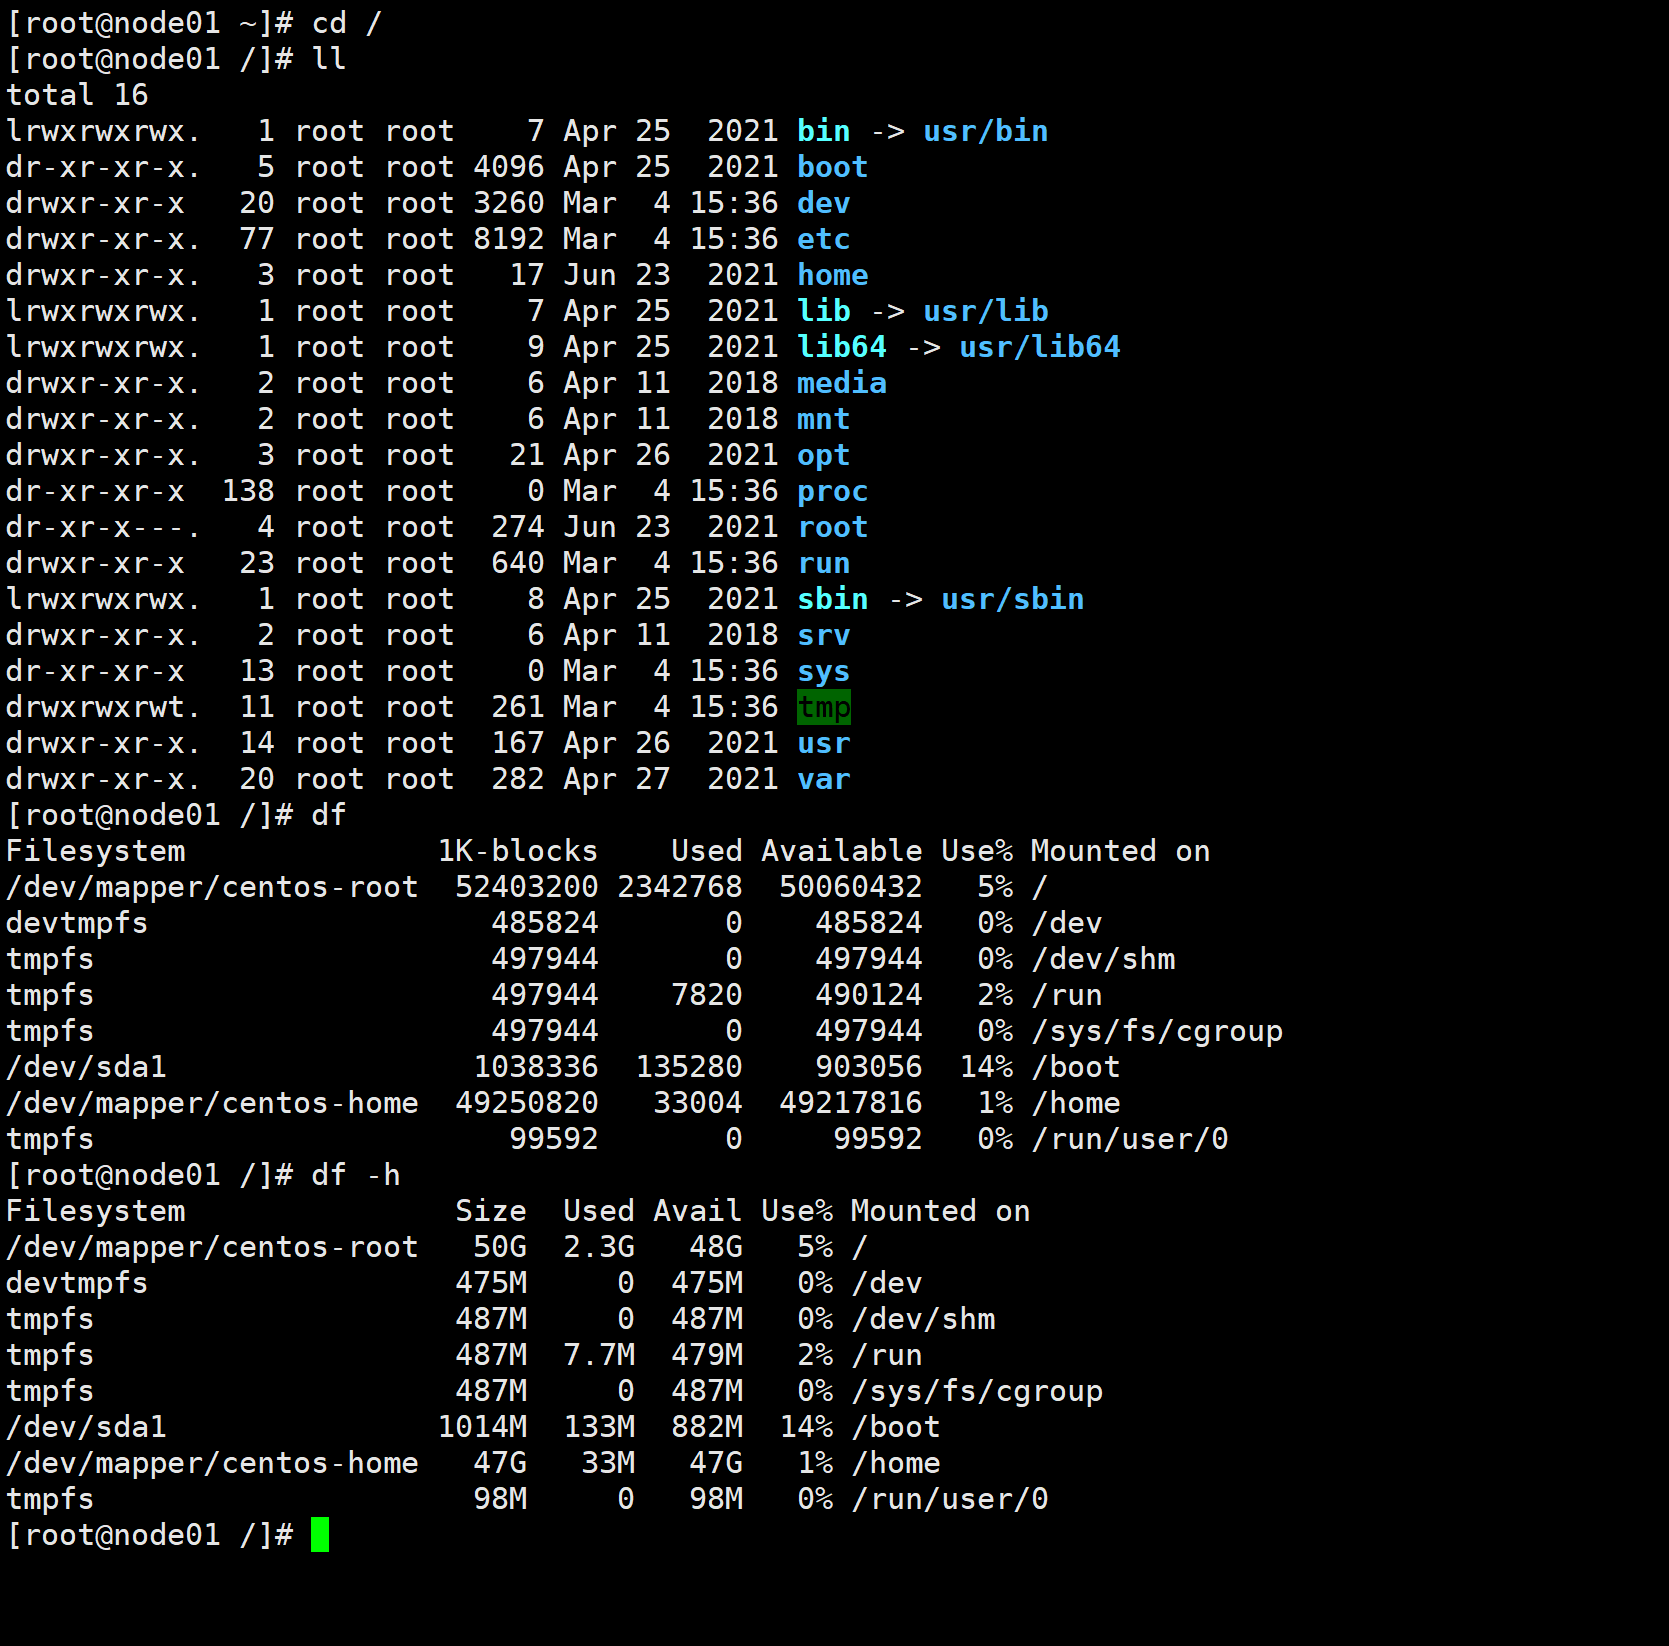 [root@node01 ~]# cd /
[root@node01 /]# ll
total 16
lrwxrwxrwx.   1 root root    7 Apr 25  2021 bin -> usr/bin
dr-xr-xr-x.   5 root root 4096 Apr 25  2021 boot
drwxr-xr-x   20 root root 3260 Mar  4 15:36 dev
drwxr-xr-x.  77 root root 8192 Mar  4 15:36 etc
drwxr-xr-x.   3 root root   17 Jun 23  2021 home
lrwxrwxrwx.   1 root root    7 Apr 25  2021 lib -> usr/lib
lrwxrwxrwx.   1 root root    9 Apr 25  2021 lib64 -> usr/lib64
drwxr-xr-x.   2 root root    6 Apr 11  2018 media
drwxr-xr-x.   2 root root    6 Apr 11  2018 mnt
drwxr-xr-x.   3 root root   21 Apr 26  2021 opt
dr-xr-xr-x  138 root root    0 Mar  4 15:36 proc
dr-xr-x---.   4 root root  274 Jun 23  2021 root
drwxr-xr-x   23 root root  640 Mar  4 15:36 run
lrwxrwxrwx.   1 root root    8 Apr 25  2021 sbin -> usr/sbin
drwxr-xr-x.   2 root root    6 Apr 11  2018 srv
dr-xr-xr-x   13 root root    0 Mar  4 15:36 sys
drwxrwxrwt.  11 root root  261 Mar  4 15:36 tmp
drwxr-xr-x.  14 root root  167 Apr 26  2021 usr
drwxr-xr-x.  20 root root  282 Apr 27  2021 var
[root@node01 /]# df
Filesystem              1K-blocks    Used Available Use% Mounted on
/dev/mapper/centos-root  52403200 2342768  50060432   5% /
devtmpfs                   485824       0    485824   0% /dev
tmpfs                      497944       0    497944   0% /dev/shm
tmpfs                      497944    7820    490124   2% /run
tmpfs                      497944       0    497944   0% /sys/fs/cgroup
/dev/sda1                 1038336  135280    903056  14% /boot
/dev/mapper/centos-home  49250820   33004  49217816   1% /home
tmpfs                       99592       0     99592   0% /run/user/0
[root@node01 /]# df -h
Filesystem               Size  Used Avail Use% Mounted on
/dev/mapper/centos-root   50G  2.3G   48G   5% /
devtmpfs                 475M     0  475M   0% /dev
tmpfs                    487M     0  487M   0% /dev/shm
tmpfs                    487M  7.7M  479M   2% /run
tmpfs                    487M     0  487M   0% /sys/fs/cgroup
/dev/sda1               1014M  133M  882M  14% /boot
/dev/mapper/centos-home   47G   33M   47G   1% /home
tmpfs                     98M     0   98M   0% /run/user/0
[root@node01 /]#